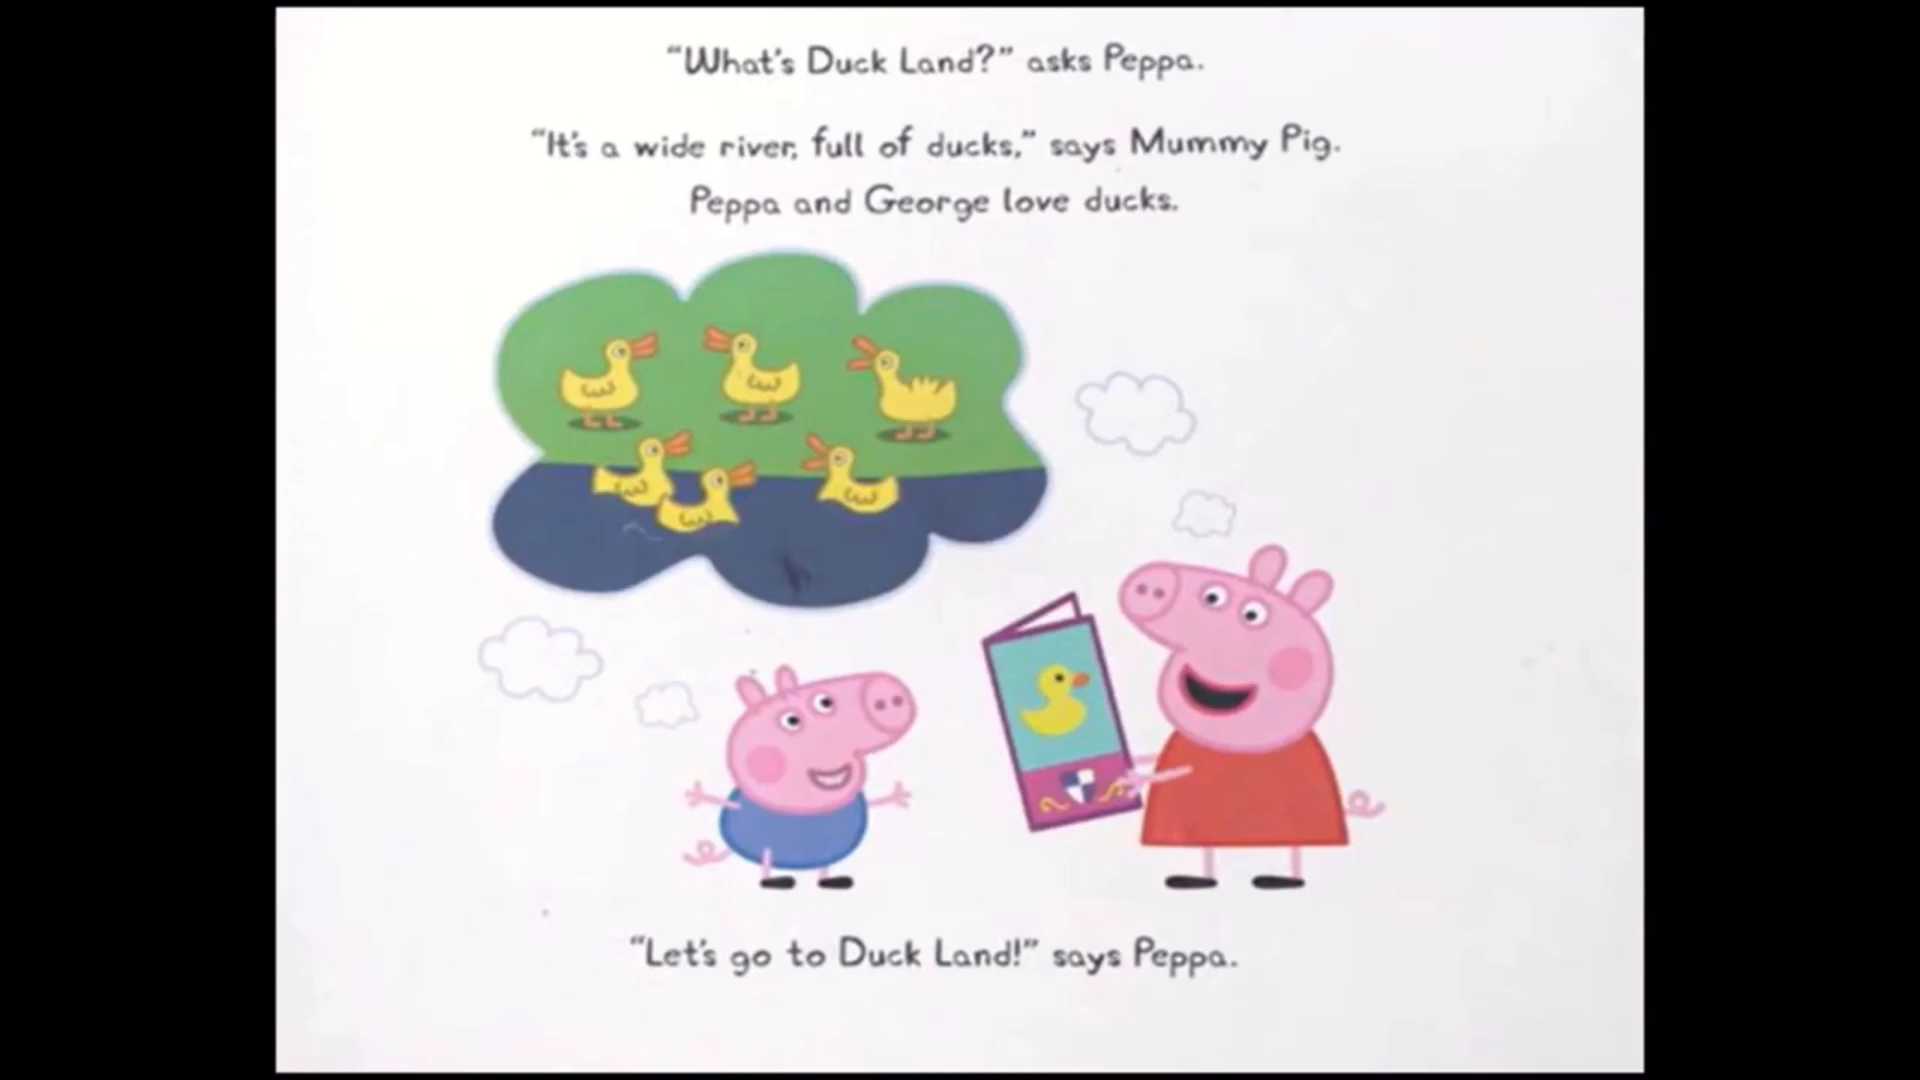 “What’s Duck Land?” asks Peppa.
“It’s a wide river, full of ducks,” says Mummy Pig.
Peppa and George love ducks.
“Let’s go to Duck Land!” says Peppa.